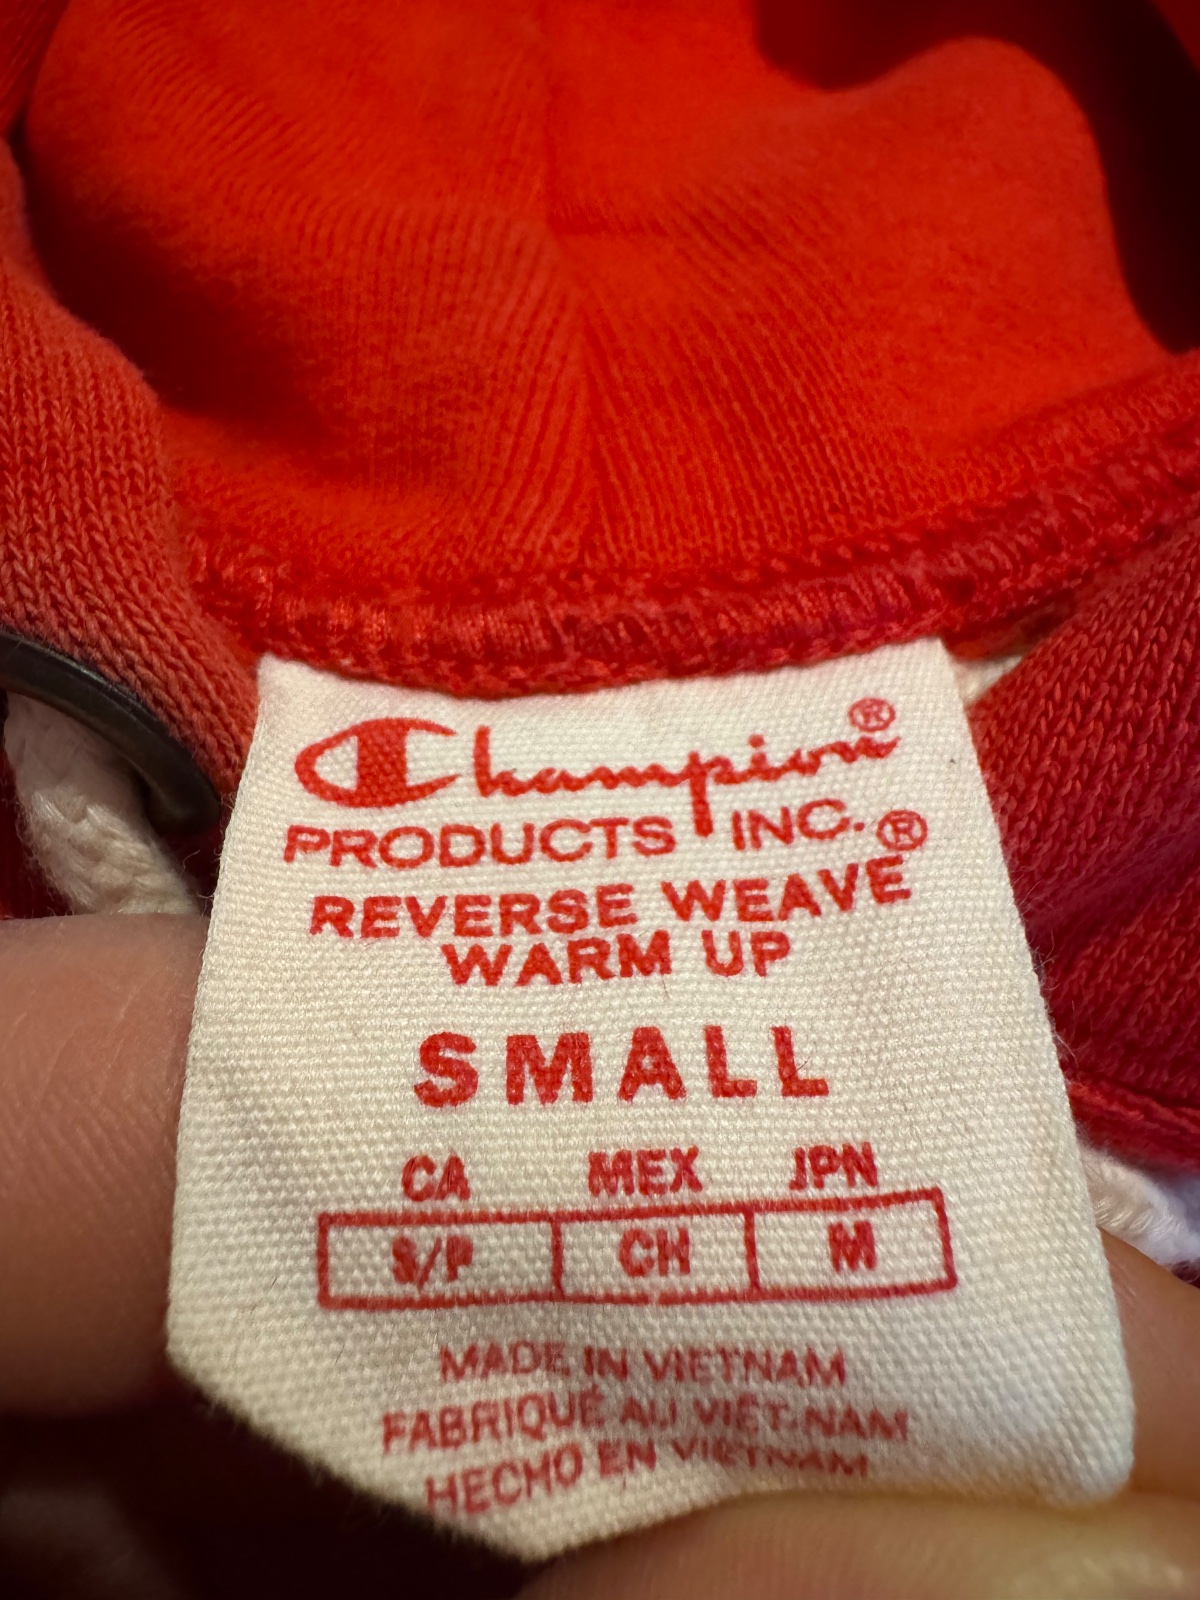 Champion®
PRODUCTS INC.®
REVERSE WEAVE
WARM UP
SMALL
CA MEX JPN
S/P CH M
MADE IN VIETNAM
FABRIQUÉ AU VIÊT-NAM
HECHO EN VIETNAM